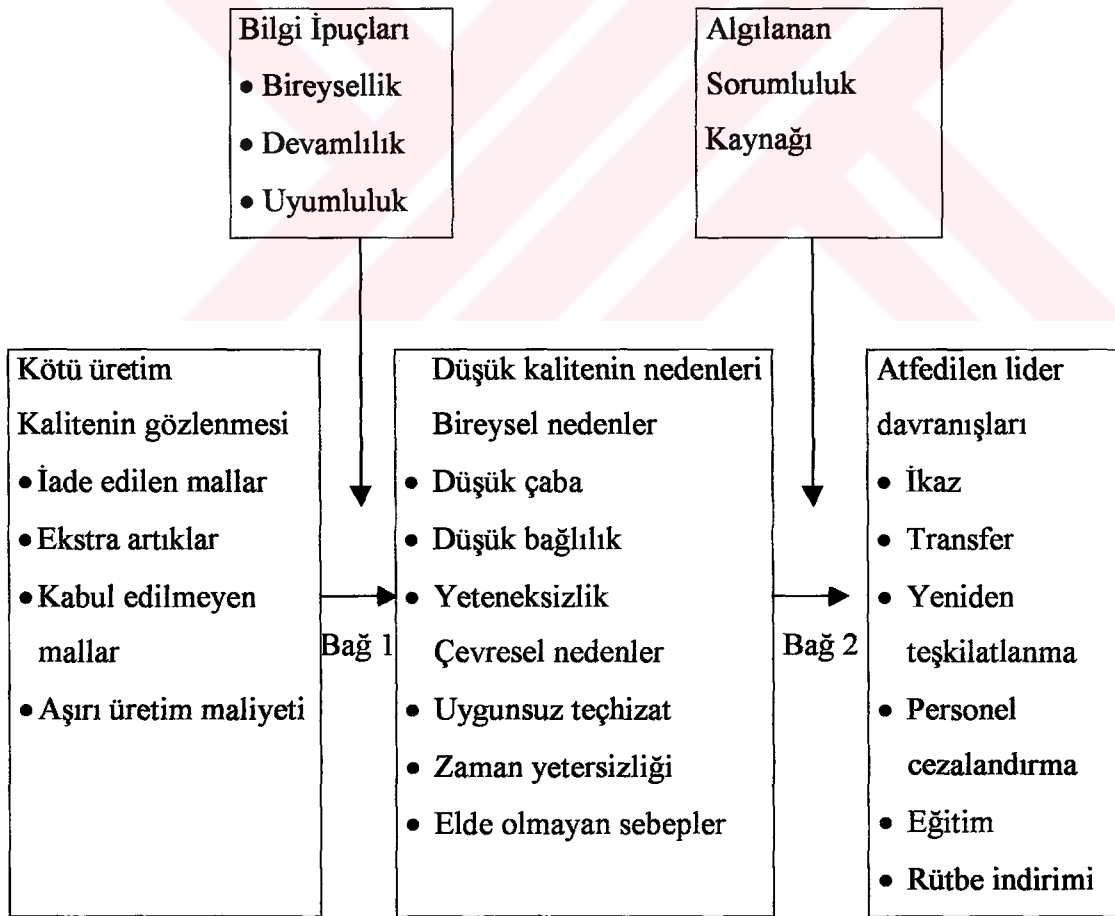 Bilgi İpuçları
• Bireysellik
• Devamlılık
• Uyumluluk
Algılanan
Sorumluluk
Kaynağı
Kötü üretim
Kalitenin gözlenmesi
• İade edilen mallar
• Ekstra artıklar
• Kabul edilmeyen
mallar
• Aşırı üretim maliyeti
Bağ 1
Düşük kalitenin nedenleri
Bireysel nedenler
• Düşük çaba
• Düşük bağlılık
• Yeteneksizlik
Çevresel nedenler
• Uygunsuz teçhizat
• Zaman yetersizliği
• Elde olmayan sebepler
Bağ 2
Atfedilen lider
davranışları
• İkaz
• Transfer
• Yeniden
teşkilatlanma
• Personel
cezalandırma
• Eğitim
• Rütbe indirimi